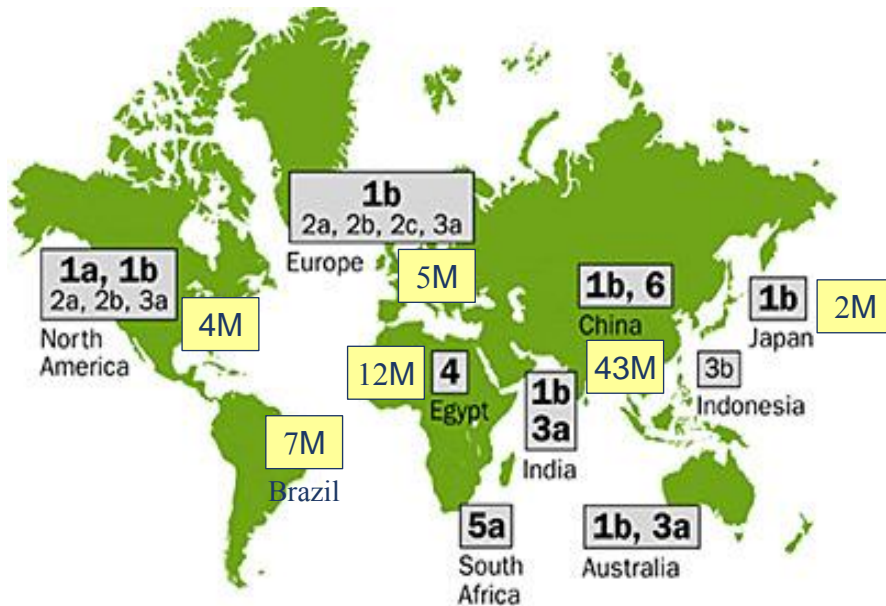 1b
2a, 2b, 2c, 3a
Europe
5M
1a, 1b
2a, 2b, 3a
North
America
4M
1b, 6
China
43M
1b
Japan
2M
12M
4
Egypt
1b
3a
India
3b
Indonesia
7M
Brazil
5a
South
Africa
1b, 3a
Australia